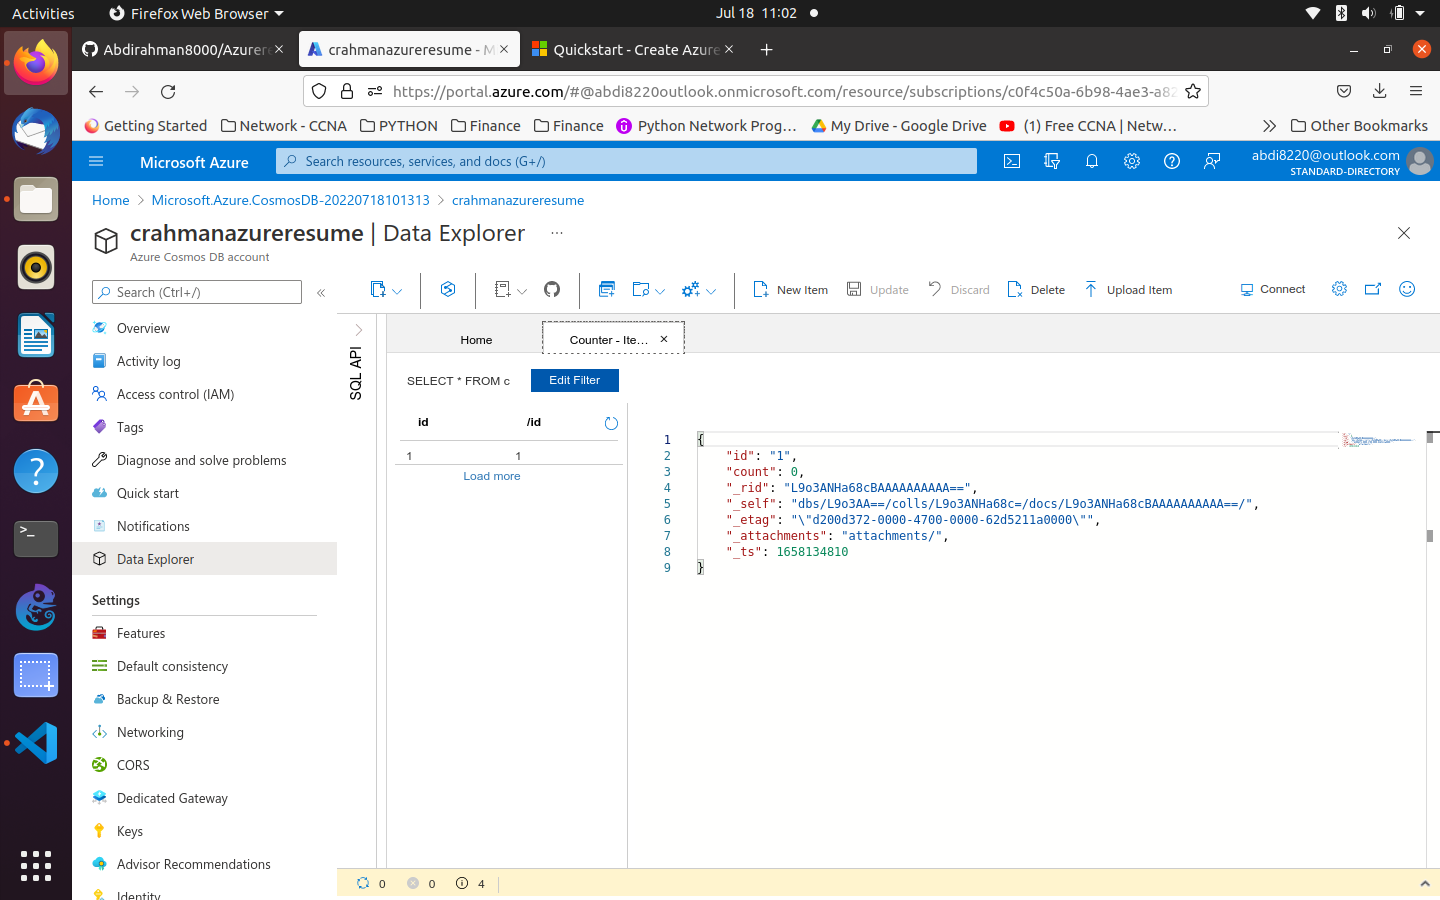 Activities
Firefox Web Browser
Jul 18 11:02
Abdirahman8000/Azurere
crahmanazureresume - M
Quickstart - Create Azure
https://portal.azure.com/#@abdi8220outlook.onmicrosoft.com/resource/subscriptions/c0f4c50a-6b98-4ae3-a82
Getting Started
Network - CCNA
PYTHON
Finance
Finance
Python Network Prog…
My Drive - Google Drive
(1) Free CCNA | Netw…
Other Bookmarks
Microsoft Azure
Search resources, services, and docs (G+/)
abdi8220@outlook.com
STANDARD-DIRECTORY
Home > Microsoft.Azure.CosmosDB-20220718101313 > crahmanazureresume
crahmanazureresume | Data Explorer ...
Azure Cosmos DB account
Search (Ctrl+/)
Overview
Activity log
Access control (IAM)
Tags
Diagnose and solve problems
Quick start
Notifications
Data Explorer
Settings
Features
Default consistency
Backup & Restore
Networking
CORS
Dedicated Gateway
Keys
Advisor Recommendations
Identity
New Item
Update
Discard
Delete
Upload Item
Connect
SQL API
Home
Counter - Ite…
SELECT * FROM c
Edit Filter
id /id
1 1
Load more
1 {
2 "id": "1",
3 "count": 0,
4 "_rid": "L9o3ANHa68cBAAAAAAAAAA==",
5 "_self": "dbs/L9o3AA==/colls/L9o3ANHa68c=/docs/L9o3ANHa68cBAAAAAAAAAA==/",
6 "_etag": "\"d200d372-0000-4700-0000-62d5211a0000\"",
7 "_attachments": "attachments/",
8 "_ts": 1658134810
9 }
0 0 4